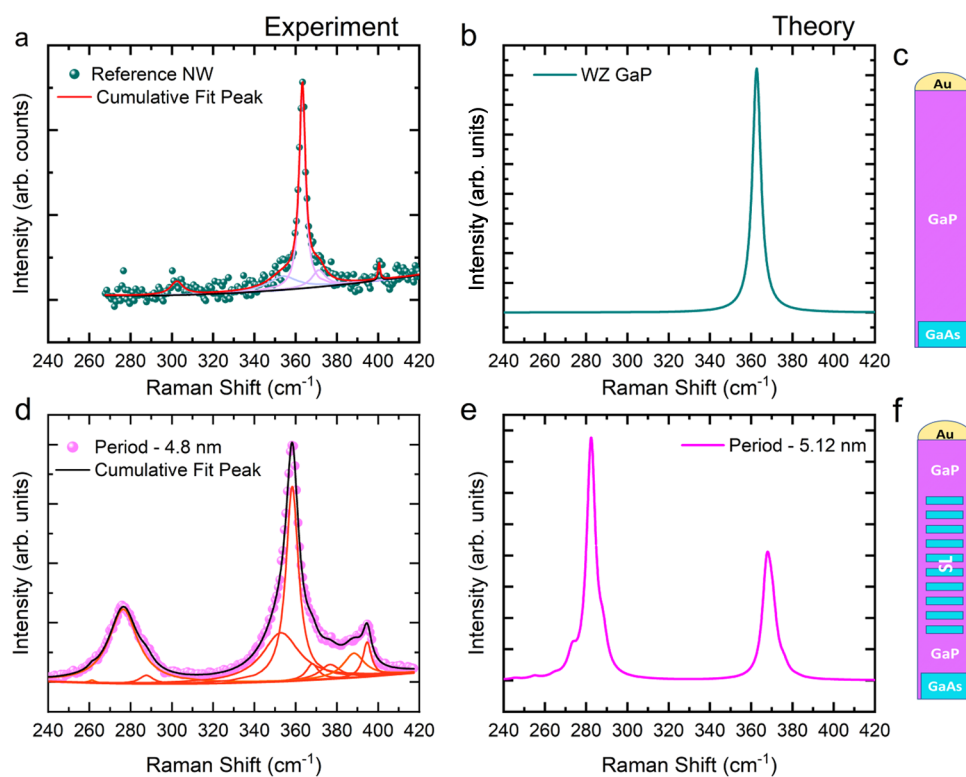 Experiment
Theory
a
Reference NW
Cumulative Fit Peak
Intensity (arb. counts)
240 260 280 300 320 340 360 380 400 420
Raman Shift (cm⁻¹)
b
WZ GaP
Intensity (arb. units)
240 260 280 300 320 340 360 380 400 420
Raman Shift (cm⁻¹)
c
Au
GaP
GaAs
d
Period - 4.8 nm
Cumulative Fit Peak
Intensity (arb. units)
240 260 280 300 320 340 360 380 400 420
Raman Shift (cm⁻¹)
e
Period - 5.12 nm
Intensity (arb. units)
240 260 280 300 320 340 360 380 400 420
Raman Shift (cm⁻¹)
f
Au
GaP
SL
GaP
GaAs